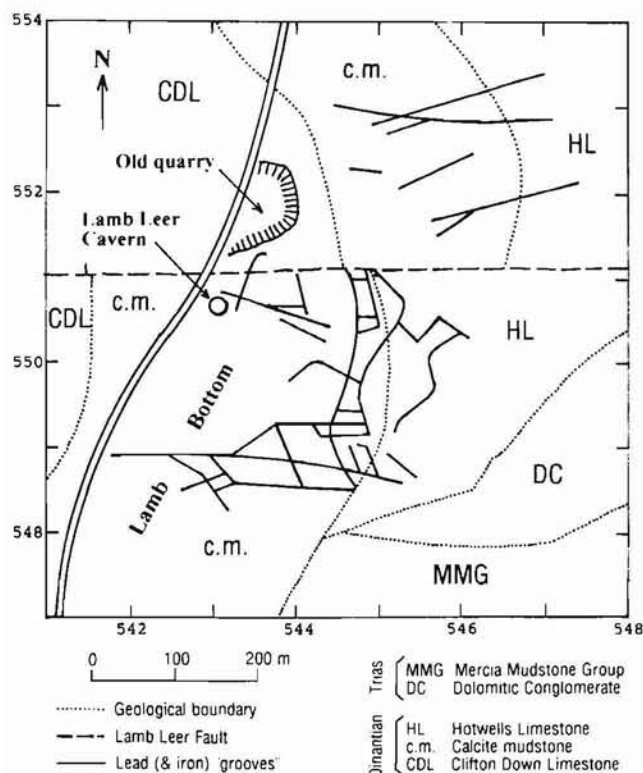 554
N
c.m.
CDL
HL
Old quarry
552
Lamb Leer
Cavern
CDL
c.m.
HL
550
Bottom
DC
Lamb
548
c.m.
MMG
542 544 546 548
0 100 200 m
Geological boundary
Lamb Leer Fault
Lead (& iron) "grooves"
Trias
MMG Mercia Mudstone Group
DC Dolomitic Conglomerate
Dinantian
HL Hotwells Limestone
c.m. Calcite mudstone
CDL Clifton Down Limestone